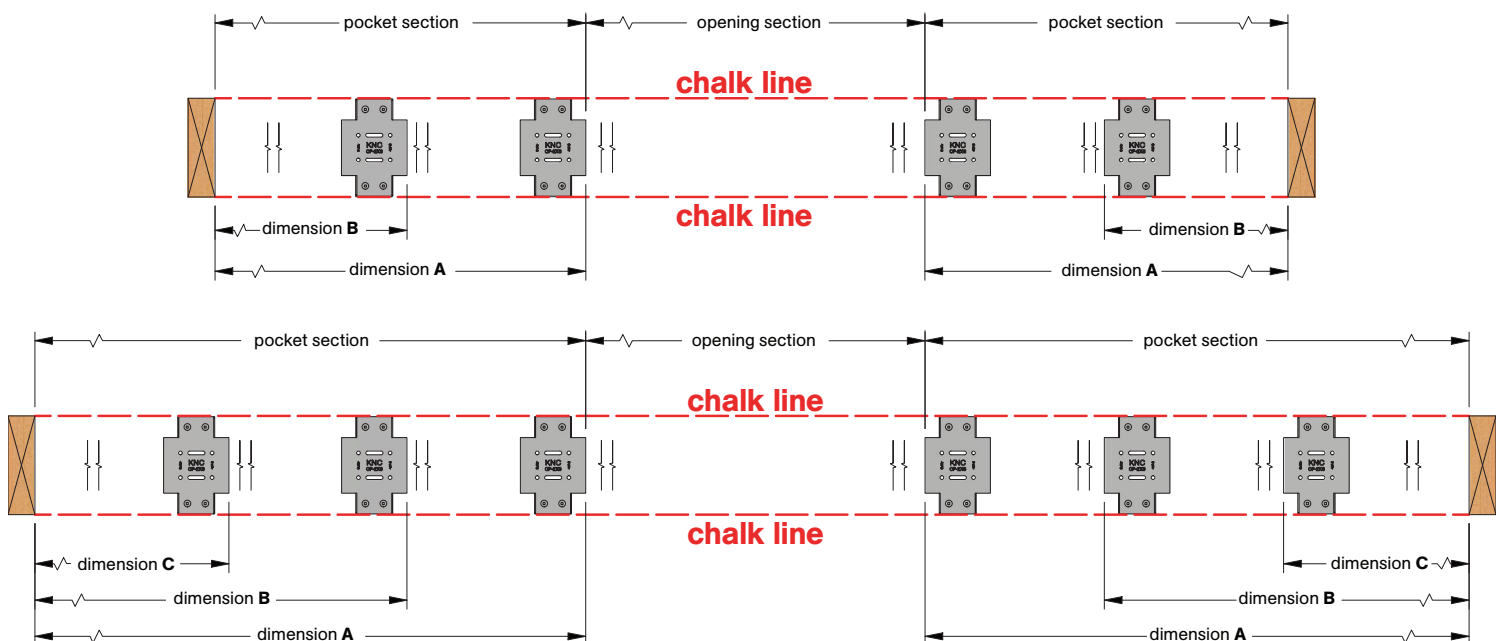 pocket section opening section pocket section
chalk line
KNC KNC KNC KNC
chalk line
dimension B dimension B
dimension A dimension A
pocket section opening section pocket section
chalk line
KNC KNC KNC KNC KNC KNC
chalk line
dimension C dimension C
dimension B dimension B
dimension A dimension A